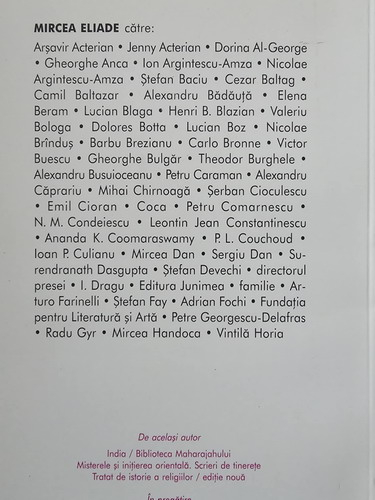 MIRCEA ELIADE către:
Arșavir Acterian • Jenny Acterian • Dorina Al-George
• Gheorghe Anca • Ion Argintescu-Amza • Nicolae
Argintescu-Amza • Ștefan Baciu • Cezar Baltag •
Camil Baltazar • Alexandru Bădăuță • Elena
Beram • Lucian Blaga • Henri B. Blazian • Valeriu
Bologa • Dolores Botta • Lucian Boz • Nicolae
Brînduș • Barbu Brezianu • Carlo Bronne • Victor
Buescu • Gheorghe Bulgăr • Theodor Burghele •
Alexandru Busuioceanu • Petru Caraman • Alexandru
Căprariu • Mihai Chirnoagă • Șerban Cioculescu
• Emil Cioran • Coca • Petru Comarnescu •
N. M. Condeiescu • Leontin Jean Constantinescu
• Ananda K. Coomaraswamy • P. L. Couchoud •
Ioan P. Culianu • Mircea Dan • Sergiu Dan • Su-
rendranath Dasgupta • Ștefan Devechi • directorul
presei • I. Dragu • Editura Junimea • familie • Ar-
turo Farinelli • Ștefan Fay • Adrian Fochi • Fundația
pentru Literatură și Artă • Petre Georgescu-Delafras
• Radu Gyr • Mircea Handoca • Vintilă Horia
De același autor
India / Biblioteca Maharajahului
Misterele și inițierea orientală. Scrieri de tinerețe
Tratat de istorie a religiilor / ediție nouă
În pregătire